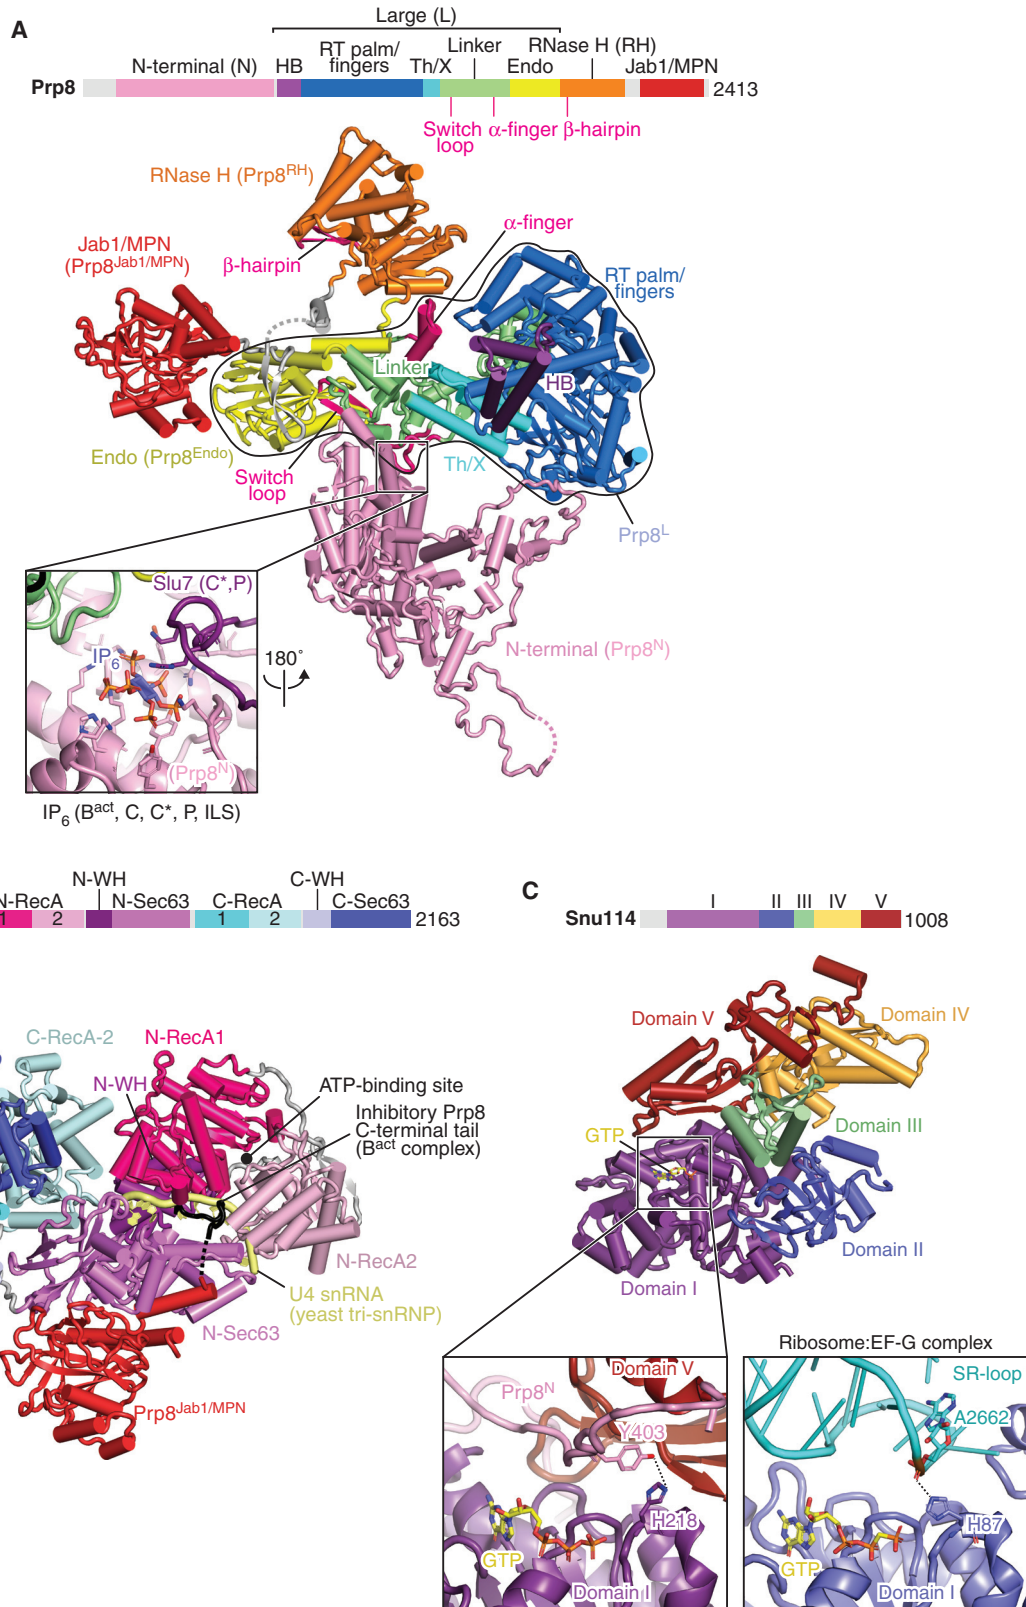 A
Large (L)
N-terminal (N)
HB
RT palm/
fingers
Th/X
Linker
Endo
RNase H (RH)
Jab1/MPN
Prp8
2413
Switch
loop
α-finger
β-hairpin
RNase H (Prp8RH)
α-finger
Jab1/MPN
(Prp8Jab1/MPN)
β-hairpin
RT palm/
fingers
Linker
HB
Endo (Prp8Endo)
Switch
loop
Th/X
Prp8L
Slu7 (C*,P)
IP6
180°
N-terminal (Prp8N)
(Prp8N)
IP6 (Bact, C, C*, P, ILS)
N-WH
C-WH
N-RecA
N-Sec63
C-RecA
C-Sec63
1
2
1
2
2163
C
I
II
III
IV
V
Snu114
1008
C-RecA-2
N-RecA1
N-WH
ATP-binding site
Inhibitory Prp8
C-terminal tail
(Bact complex)
N-RecA2
U4 snRNA
(yeast tri-snRNP)
N-Sec63
Prp8Jab1/MPN
Domain V
Domain IV
Domain III
GTP
Domain II
Domain I
Prp8N
Domain V
Y403
H218
GTP
Domain I
Ribosome:EF-G complex
SR-loop
A2662
H87
GTP
Domain I